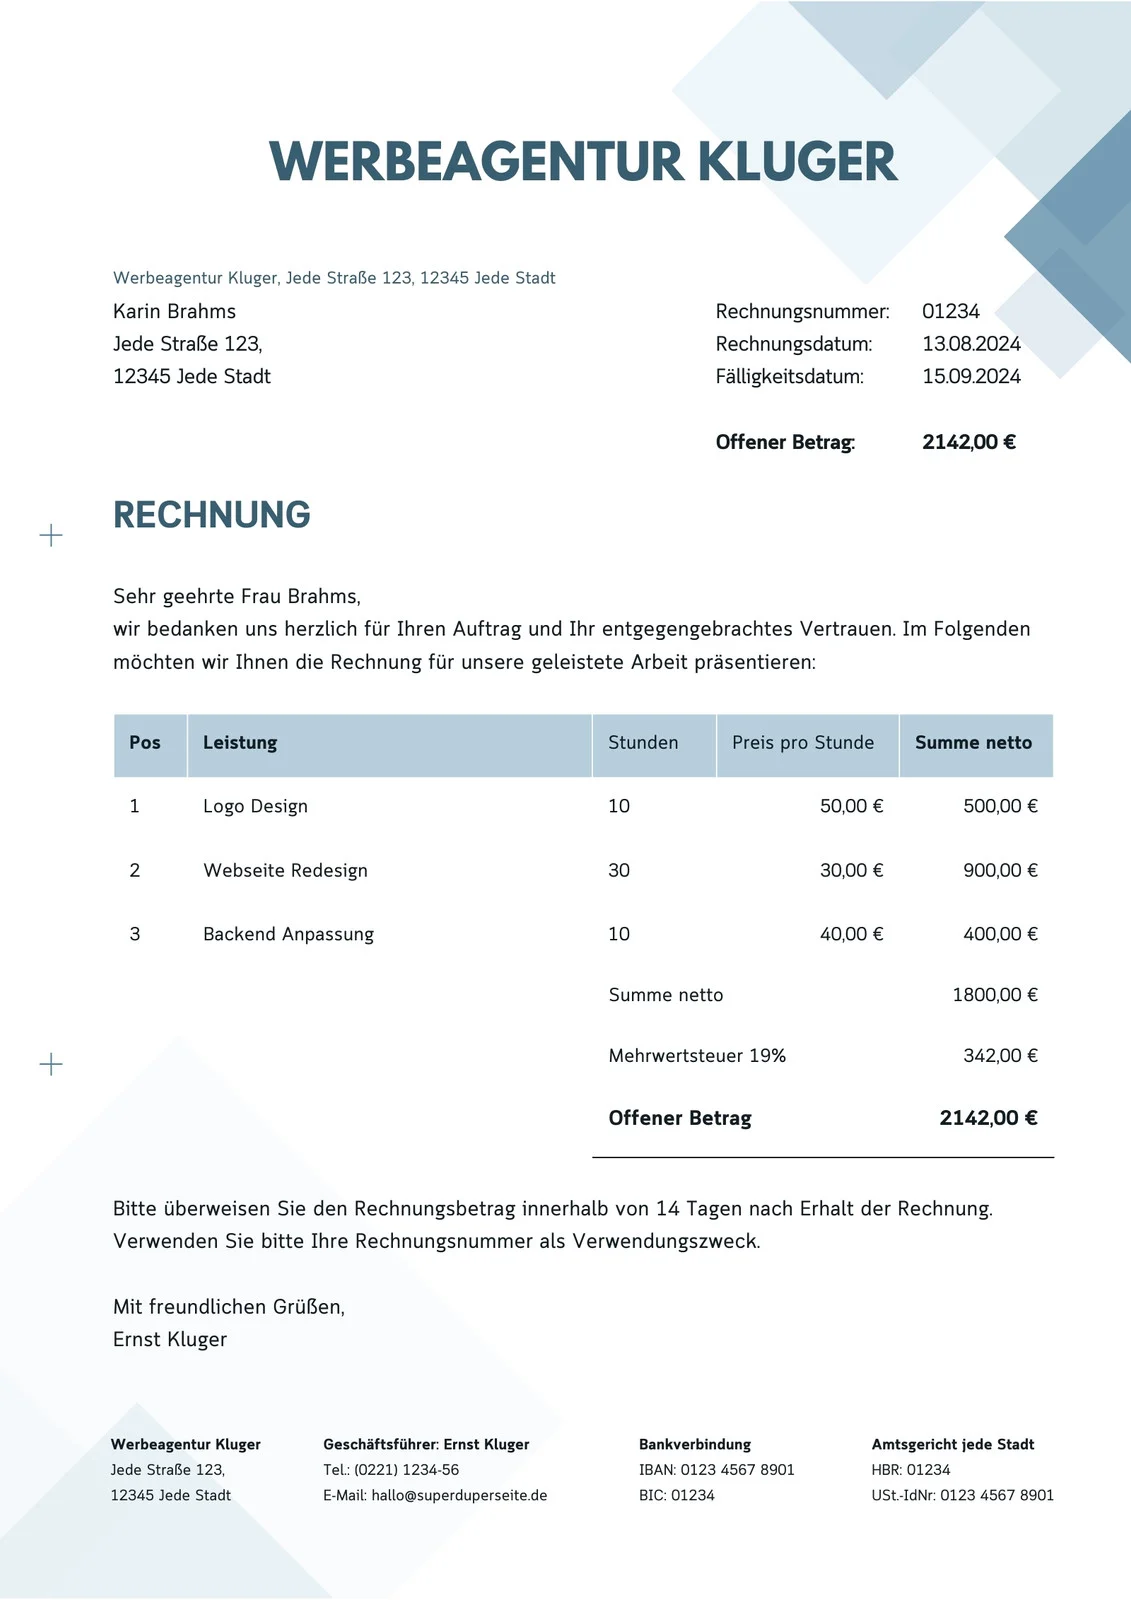 WERBEAGENTUR KLUGER
Werbeagentur Kluger, Jede Straße 123, 12345 Jede Stadt
Karin Brahms
Jede Straße 123,
12345 Jede Stadt
Rechnungsnummer: 01234
Rechnungsdatum: 13.08.2024
Fälligkeitsdatum: 15.09.2024
Offener Betrag: 2142,00 €
RECHNUNG
Sehr geehrte Frau Brahms,
wir bedanken uns herzlich für Ihren Auftrag und Ihr entgegengebrachtes Vertrauen. Im Folgenden
möchten wir Ihnen die Rechnung für unsere geleistete Arbeit präsentieren:
Pos Leistung Stunden Preis pro Stunde Summe netto
1 Logo Design 10 50,00 € 500,00 €
2 Webseite Redesign 30 30,00 € 900,00 €
3 Backend Anpassung 10 40,00 € 400,00 €
Summe netto 1800,00 €
Mehrwertsteuer 19% 342,00 €
Offener Betrag 2142,00 €
Bitte überweisen Sie den Rechnungsbetrag innerhalb von 14 Tagen nach Erhalt der Rechnung.
Verwenden Sie bitte Ihre Rechnungsnummer als Verwendungszweck.
Mit freundlichen Grüßen,
Ernst Kluger
Werbeagentur Kluger
Jede Straße 123,
12345 Jede Stadt
Geschäftsführer: Ernst Kluger
Tel.: (0221) 1234-56
E-Mail: hallo@superduperseite.de
Bankverbindung
IBAN: 0123 4567 8901
BIC: 01234
Amtsgericht jede Stadt
HBR: 01234
USt.-IdNr: 0123 4567 8901